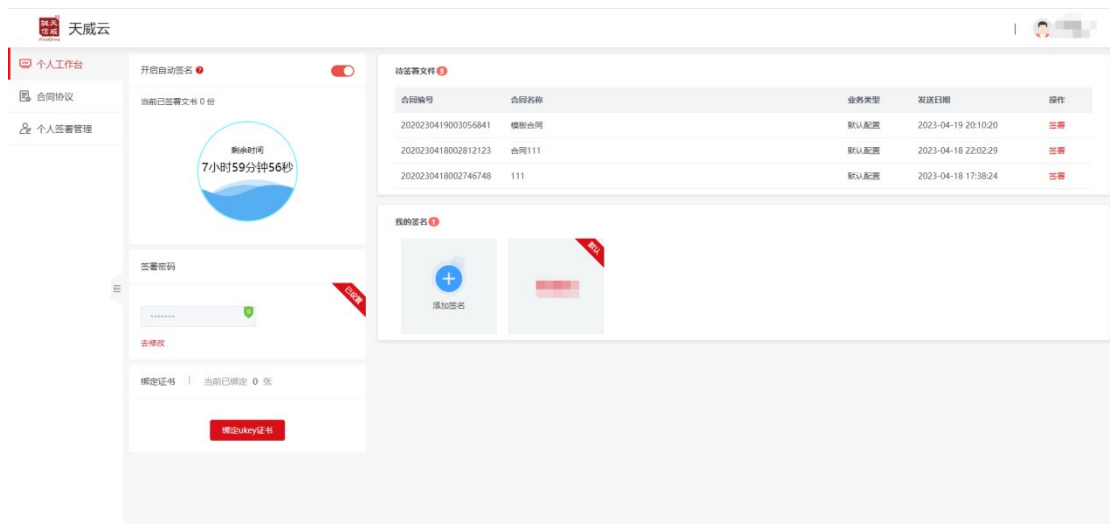 诚天
信威
天威云
个人工作台
合同协议
个人签署管理
开启自动签名
当前已签署文书 0 份
剩余时间
7小时59分钟56秒
签署密码
已设置
*******
去修改
绑定证书 | 当前已绑定 0 张
绑定ukey证书
待签署文件 3
合同编号 合同名称 业务类型 发送日期 操作
2020230419003056841 模板合同 默认配置 2023-04-19 20:10:20 签署
2020230418002812123 合同111 默认配置 2023-04-18 22:02:29 签署
2020230418002746748 111 默认配置 2023-04-18 17:38:24 签署
我的签名 1
添加签名
默认